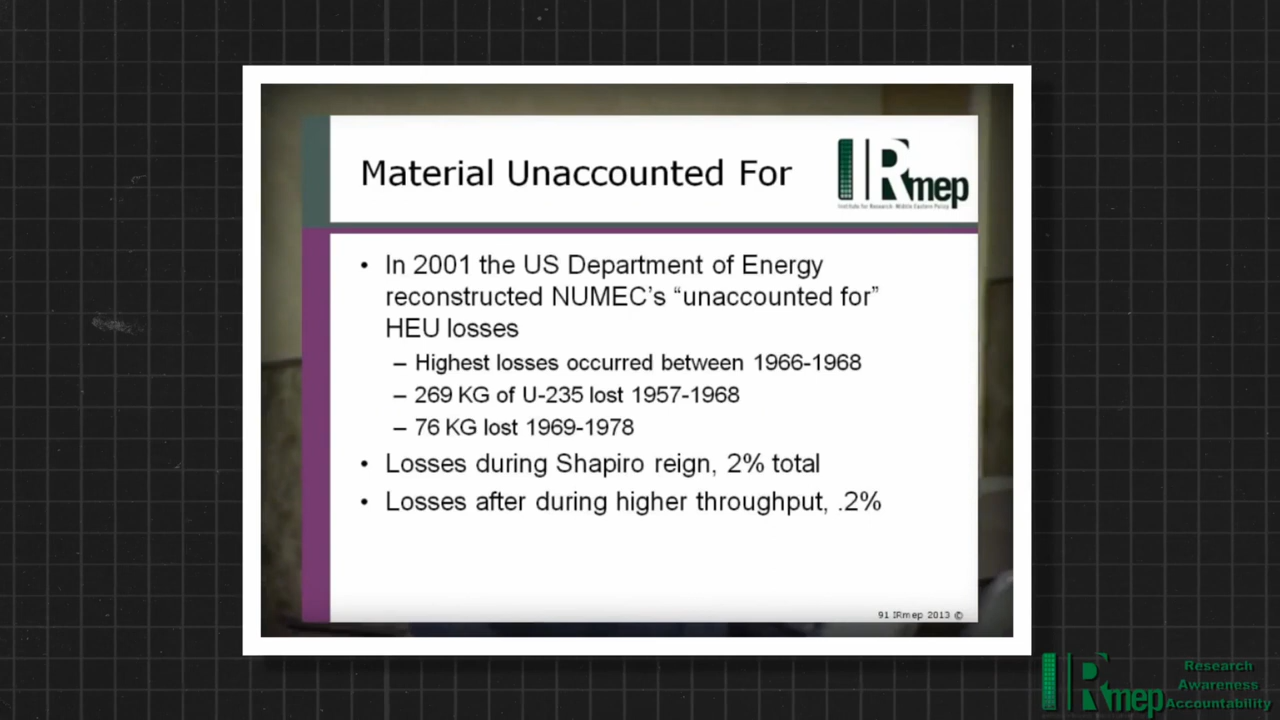 Material Unaccounted For
IRmep
Institute for Research: Middle Eastern Policy
• In 2001 the US Department of Energy
reconstructed NUMEC’s “unaccounted for”
HEU losses
– Highest losses occurred between 1966-1968
– 269 KG of U-235 lost 1957-1968
– 76 KG lost 1969-1978
• Losses during Shapiro reign, 2% total
• Losses after during higher throughput, .2%
91 IRmep 2013 ©
IRmep
Research
Awareness
Accountability